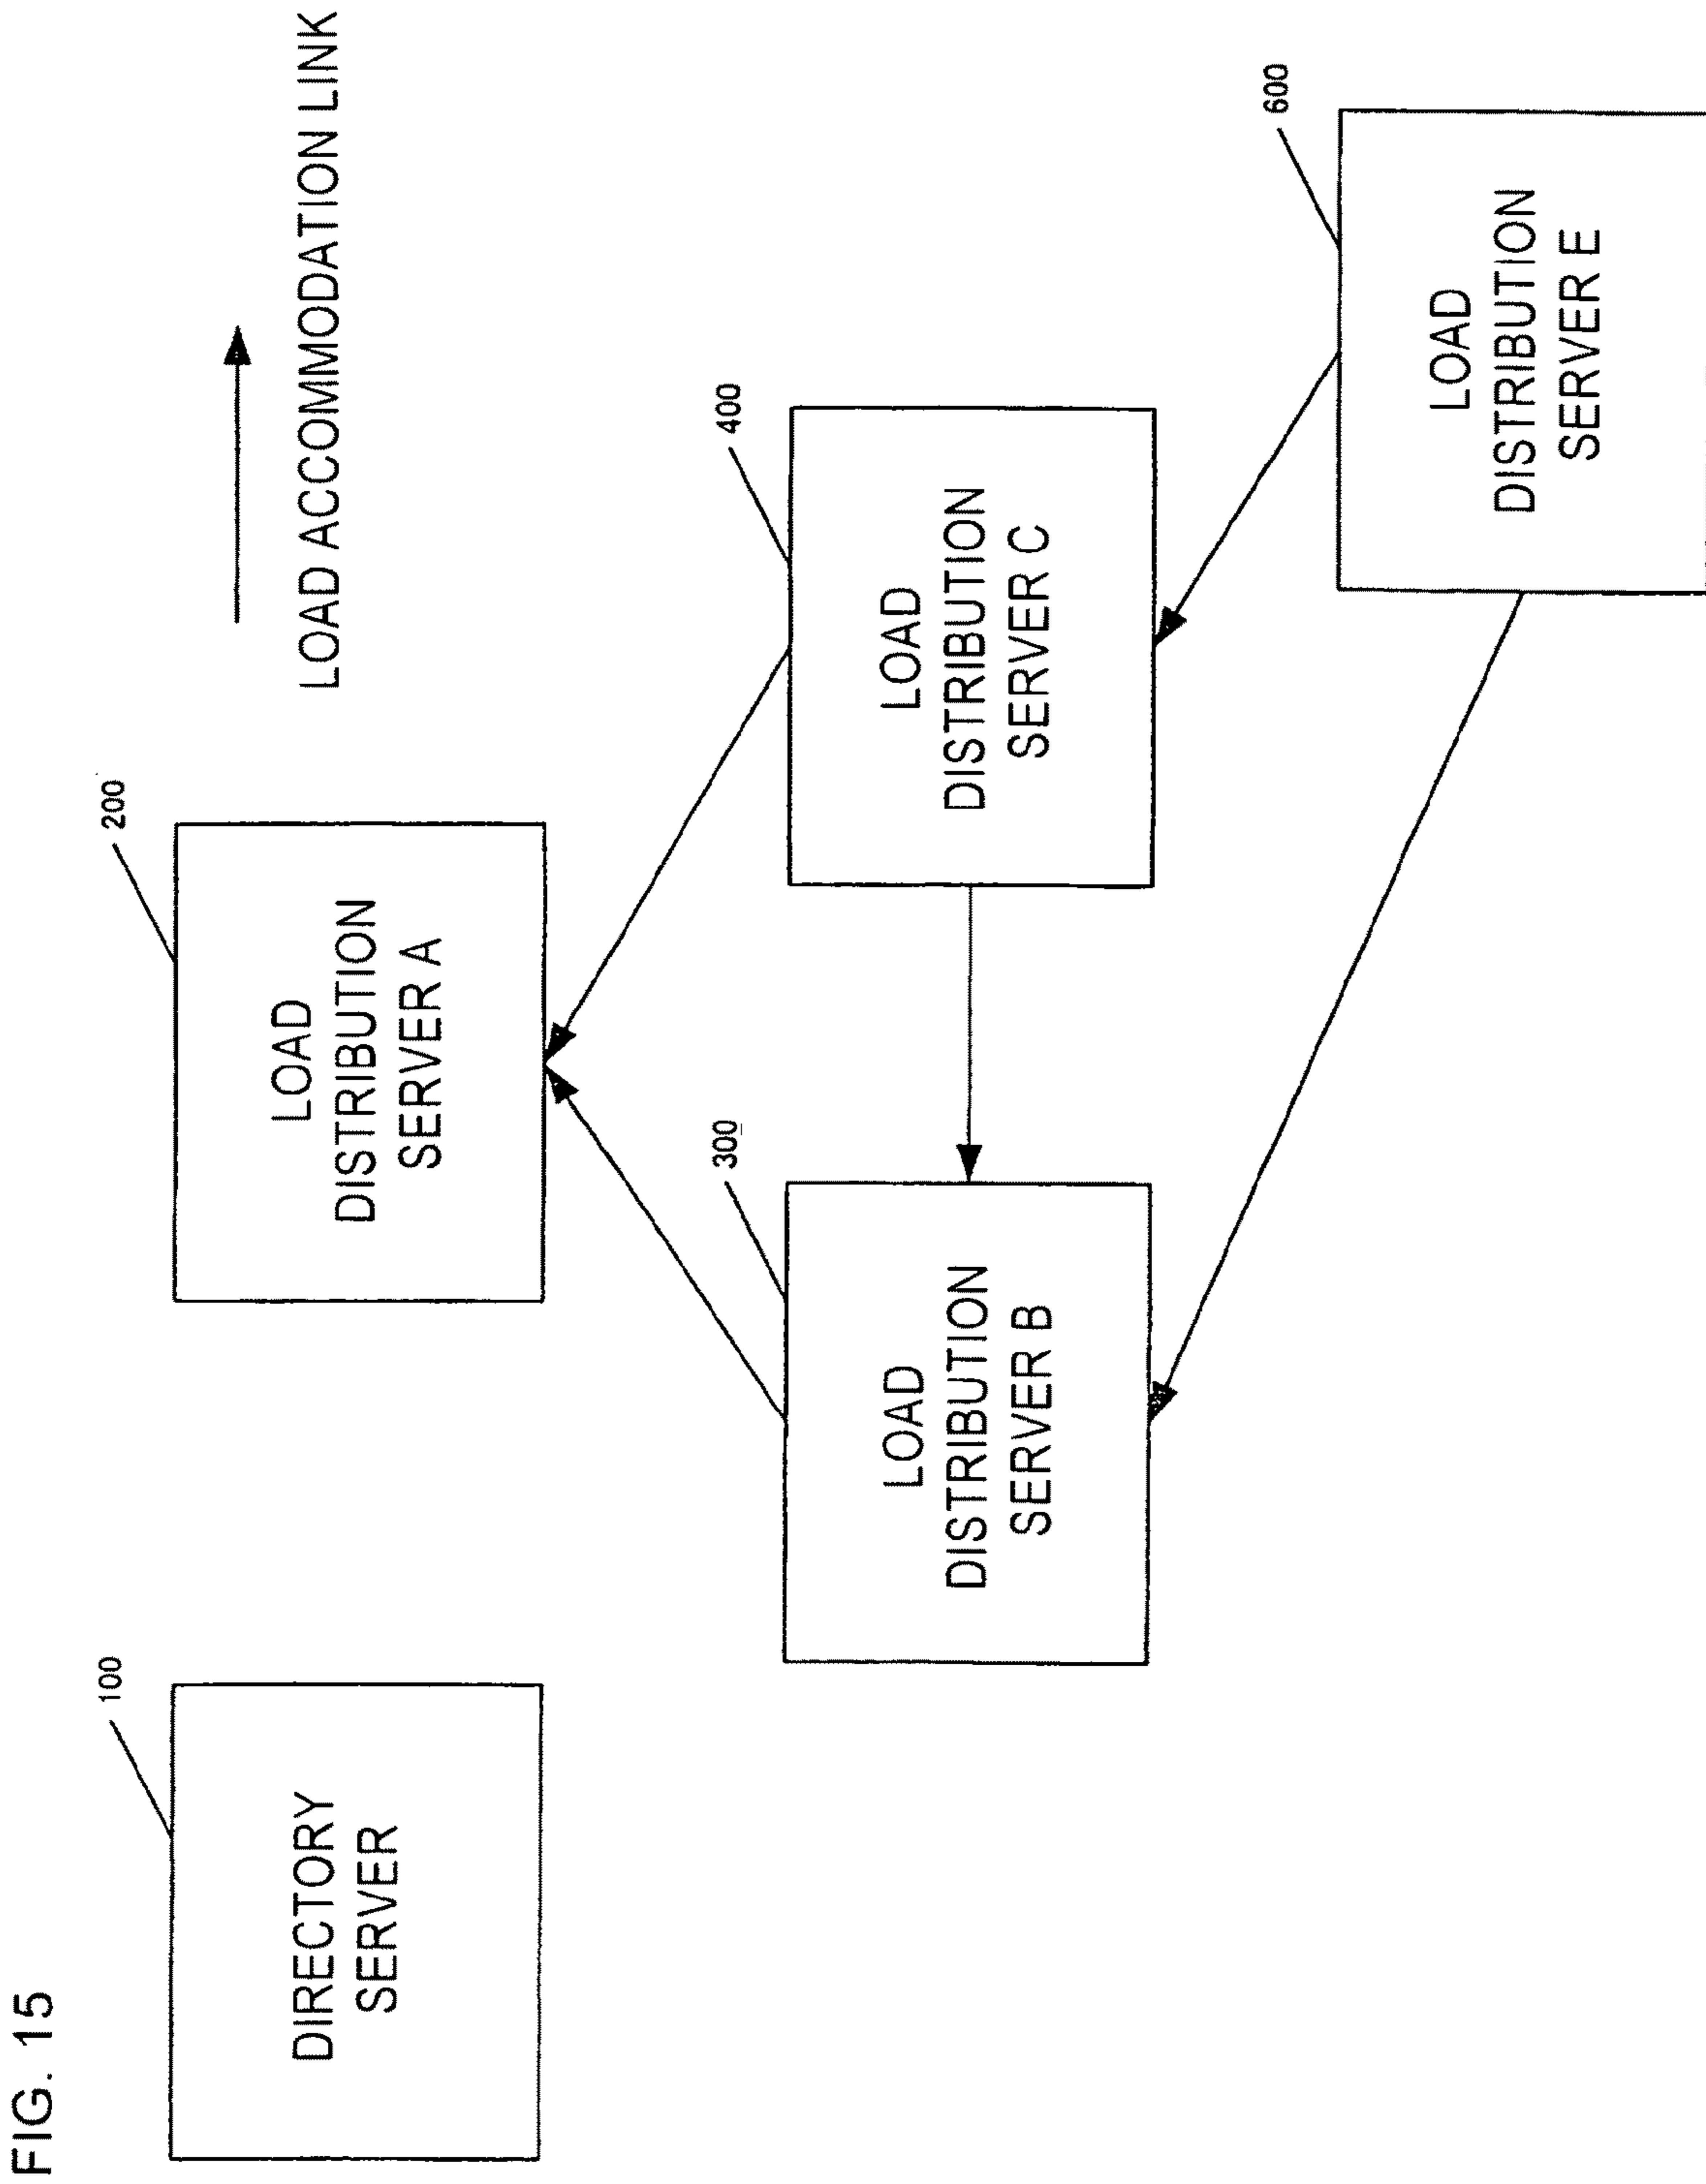 FIG. 15
100
DIRECTORY
SERVER
200
LOAD
DISTRIBUTION
SERVER A
LOAD ACCOMMODATION LINK
300
LOAD
DISTRIBUTION
SERVER B
400
LOAD
DISTRIBUTION
SERVER C
600
LOAD
DISTRIBUTION
SERVER E